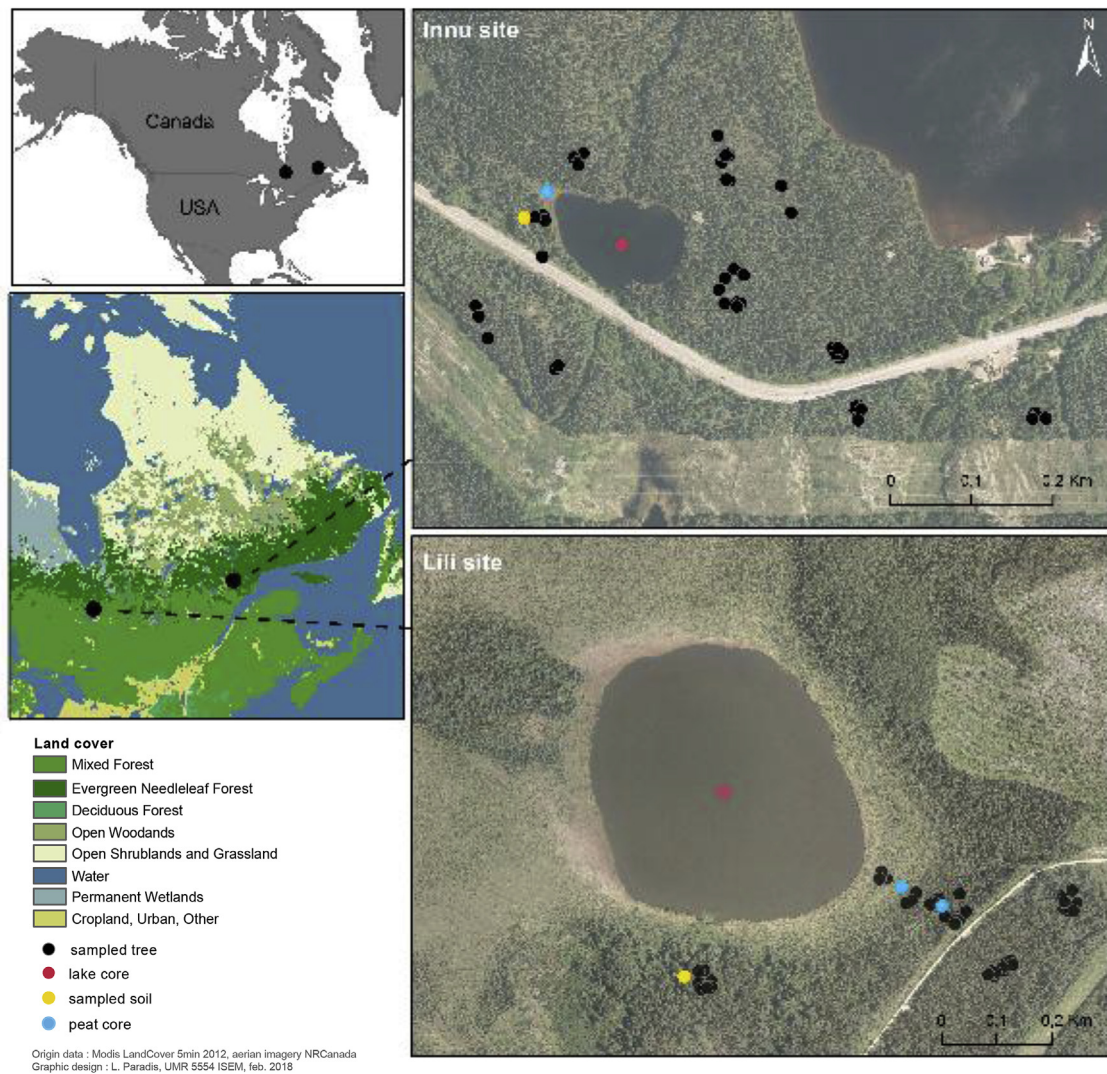 Canada
USA
Innu site
N
0 0,1 0,2 Km
Lili site
0 0,1 0,2 Km
Land cover
Mixed Forest
Evergreen Needleleaf Forest
Deciduous Forest
Open Woodands
Open Shrublands and Grassland
Water
Permanent Wetlands
Cropland, Urban, Other
sampled tree
lake core
sampled soil
peat core
Origin data : Modis LandCover 5min 2012, aerian imagery NRCanada
Graphic design : L. Paradis, UMR 5554 ISEM, feb. 2018